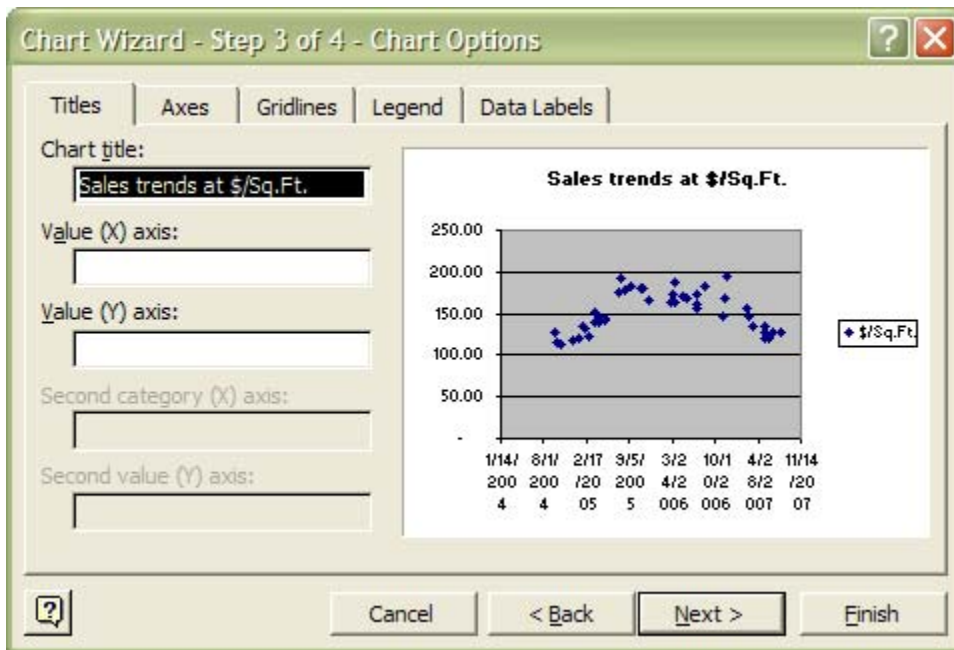 Chart Wizard - Step 3 of 4 - Chart Options
Titles
Axes
Gridlines
Legend
Data Labels
Chart title:
Sales trends at $/Sq.Ft.
Value (X) axis:
Value (Y) axis:
Second category (X) axis:
Second value (Y) axis:
Sales trends at $/Sq.Ft.
250.00
200.00
150.00
100.00
50.00
-
1/14/ 8/1/ 2/17 9/5/ 3/2 10/1 4/2 11/14
200 200 /20 200 4/2 0/2 8/2 /20
4 4 05 5 006 006 007 07
$/Sq.Ft.
Cancel
< Back
Next >
Finish